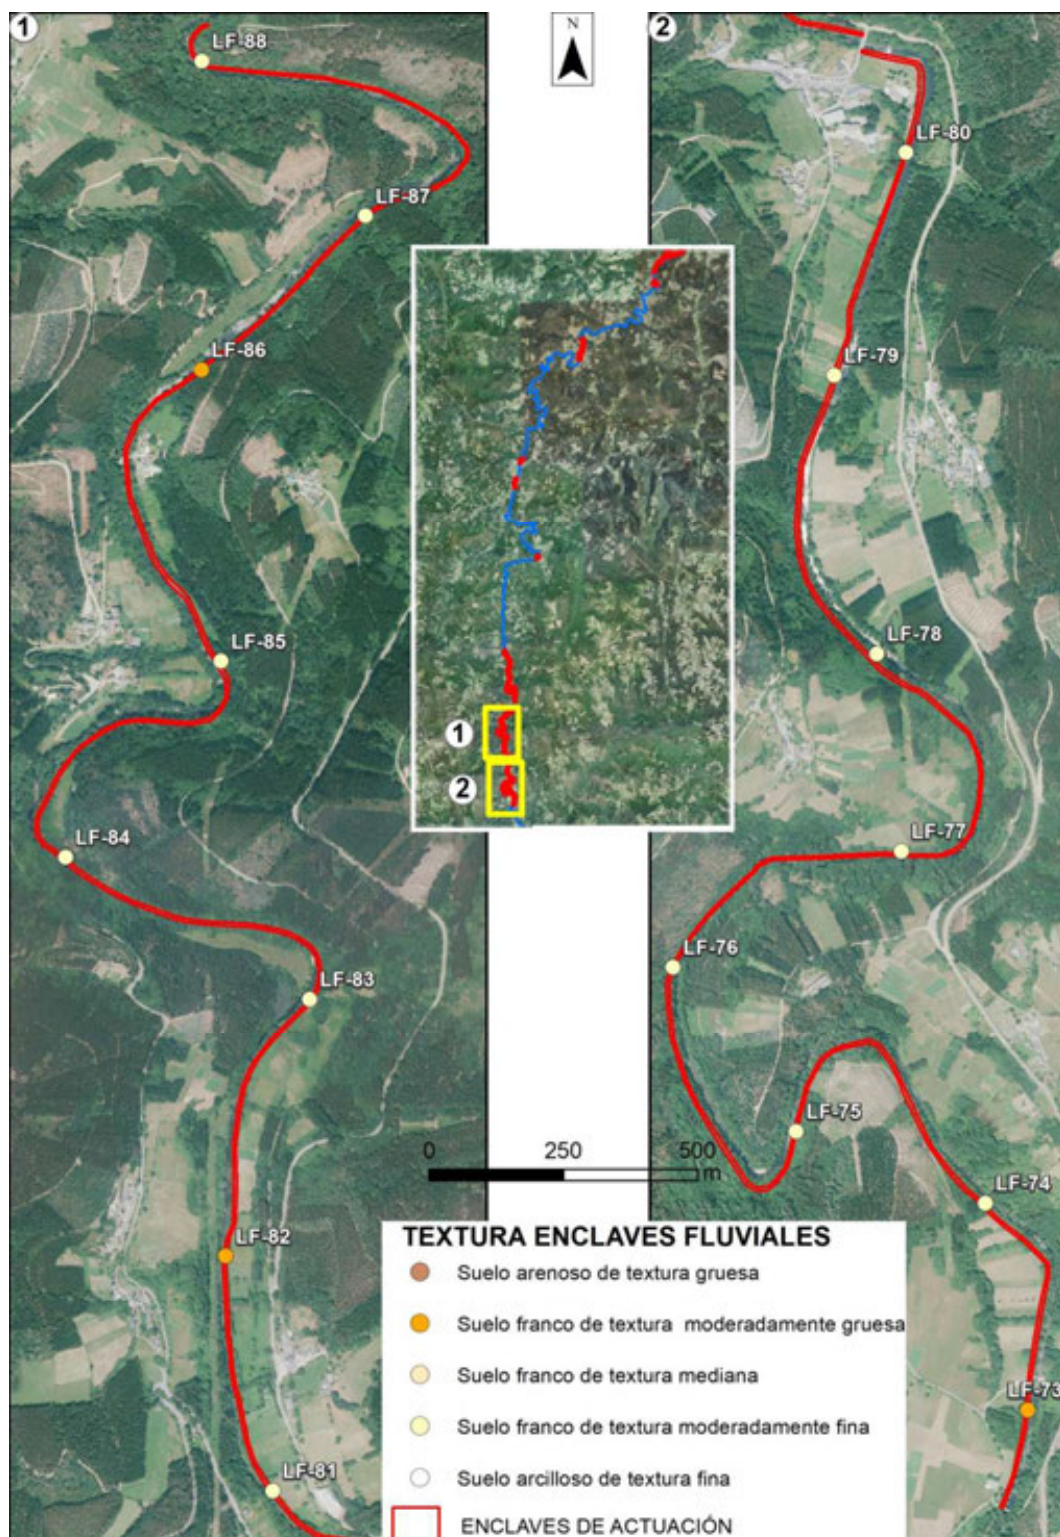 1
LF-88
LF-87
LF-86
LF-85
LF-84
LF-83
LF-82
LF-81
N
1
2
2
LF-80
LF-79
LF-78
LF-77
LF-76
LF-75
LF-74
LF-73
0 250 500
m
TEXTURA ENCLAVES FLUVIALES
Suelo arenoso de textura gruesa
Suelo franco de textura moderadamente gruesa
Suelo franco de textura mediana
Suelo franco de textura moderadamente fina
Suelo arcilloso de textura fina
ENCLAVES DE ACTUACIÓN